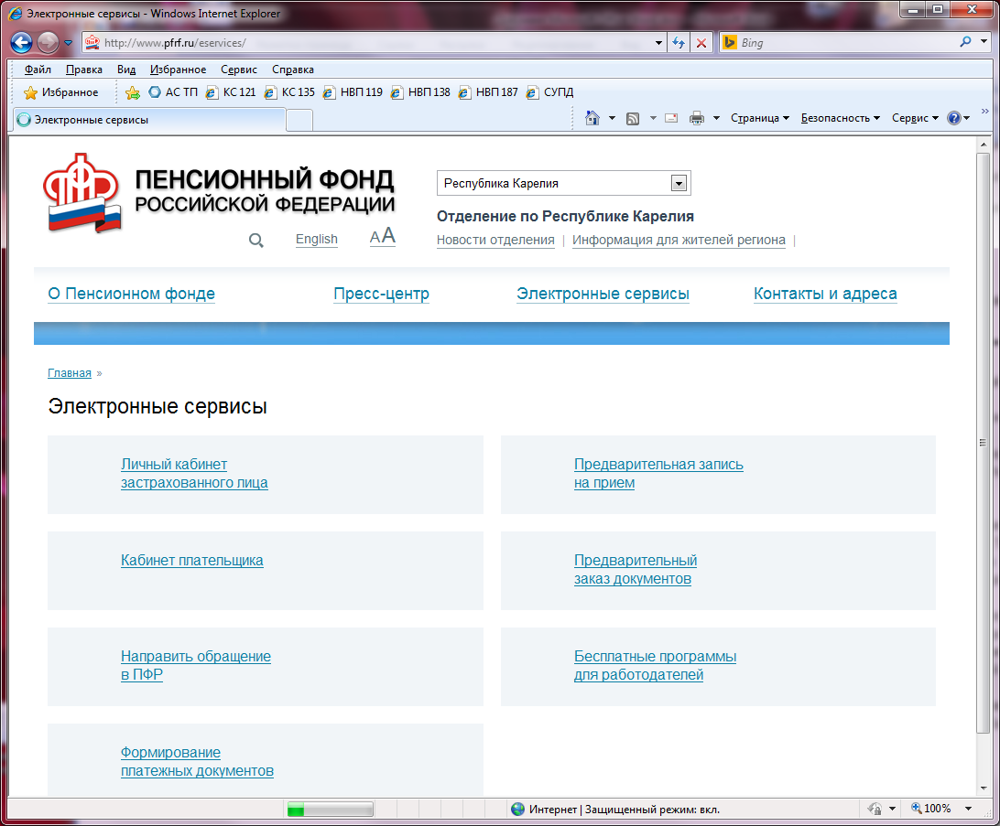 Электронные сервисы - Windows Internet Explorer
http://www.pfrf.ru/eservices/
Bing
Файл Правка Вид Избранное Сервис Справка
Избранное АС ТП КС 121 КС 135 НВП 119 НВП 138 НВП 187 СУПД
Электронные сервисы
Страница Безопасность Сервис
ПЕНСИОННЫЙ ФОНД
РОССИЙСКОЙ ФЕДЕРАЦИИ
English АА
Республика Карелия
Отделение по Республике Карелия
Новости отделения | Информация для жителей региона |
О Пенсионном фонде Пресс-центр Электронные сервисы Контакты и адреса
Главная »
Электронные сервисы
Личный кабинет
застрахованного лица
Предварительная запись
на прием
Кабинет плательщика
Предварительный
заказ документов
Направить обращение
в ПФР
Бесплатные программы
для работодателей
Формирование
платежных документов
Интернет | Защищенный режим: вкл.
100%